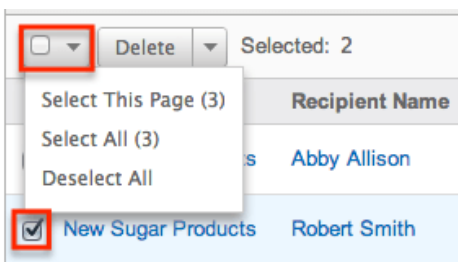 Delete Selected: 2
Select This Page (3)
Recipient Name
Select All (3)
s Abby Allison
Deselect All
New Sugar Products Robert Smith